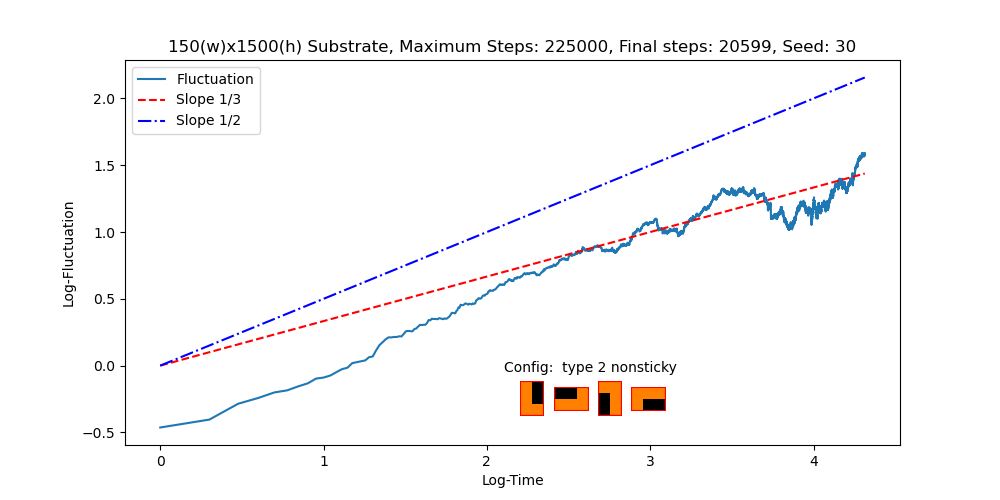 150(w)x1500(h) Substrate, Maximum Steps: 225000, Final steps: 20599, Seed: 30
Fluctuation
Slope 1/3
Slope 1/2
2.0
1.5
1.0
0.5
0.0
−0.5
Log-Fluctuation
Config:  type 2 nonsticky
0 1 2 3 4
Log-Time